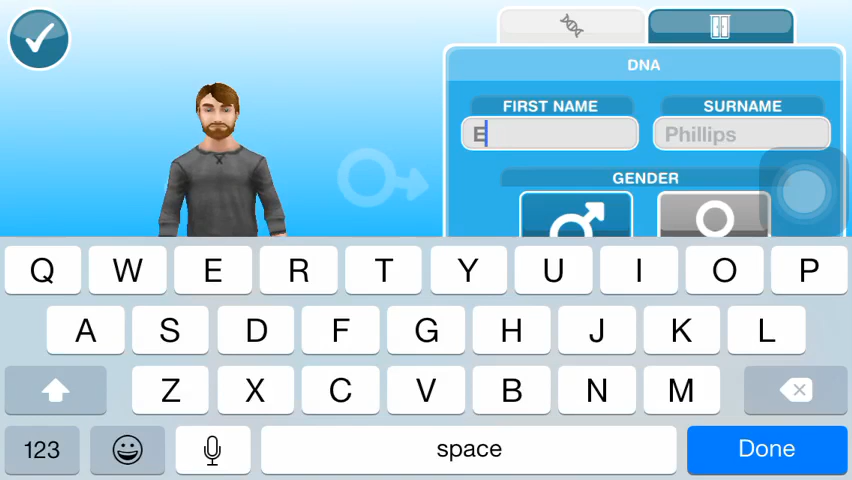 DNA
FIRST NAME SURNAME
E Phillips
GENDER
Q W E R T Y U I O P
A S D F G H J K L
Z X C V B N M
123 space Done